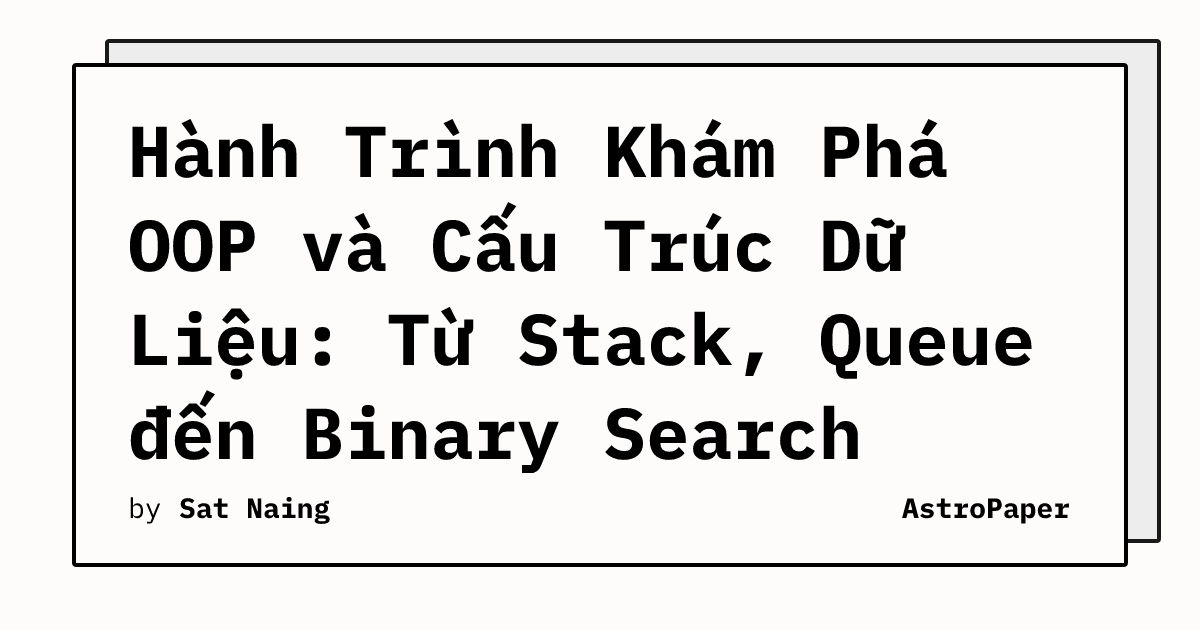 Hành Trình Khám Phá
OOP và Cấu Trúc Dữ
Liệu: Từ Stack, Queue
đến Binary Search
by Sat Naing
AstroPaper